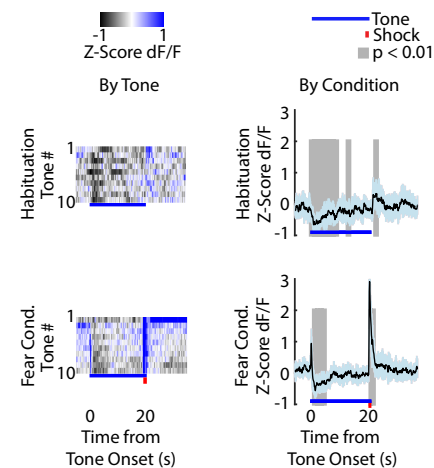 -1 1
Z-Score dF/F
Tone
Shock
p < 0.01
By Tone
By Condition
Habituation
Tone #
1
10
Habituation
Z-Score dF/F
3
2
1
0
-1
Fear Cond.
Tone #
1
10
Fear Cond.
Z-Score dF/F
3
2
1
0
-1
0 20
Time from
Tone Onset (s)
0 20
Time from
Tone Onset (s)